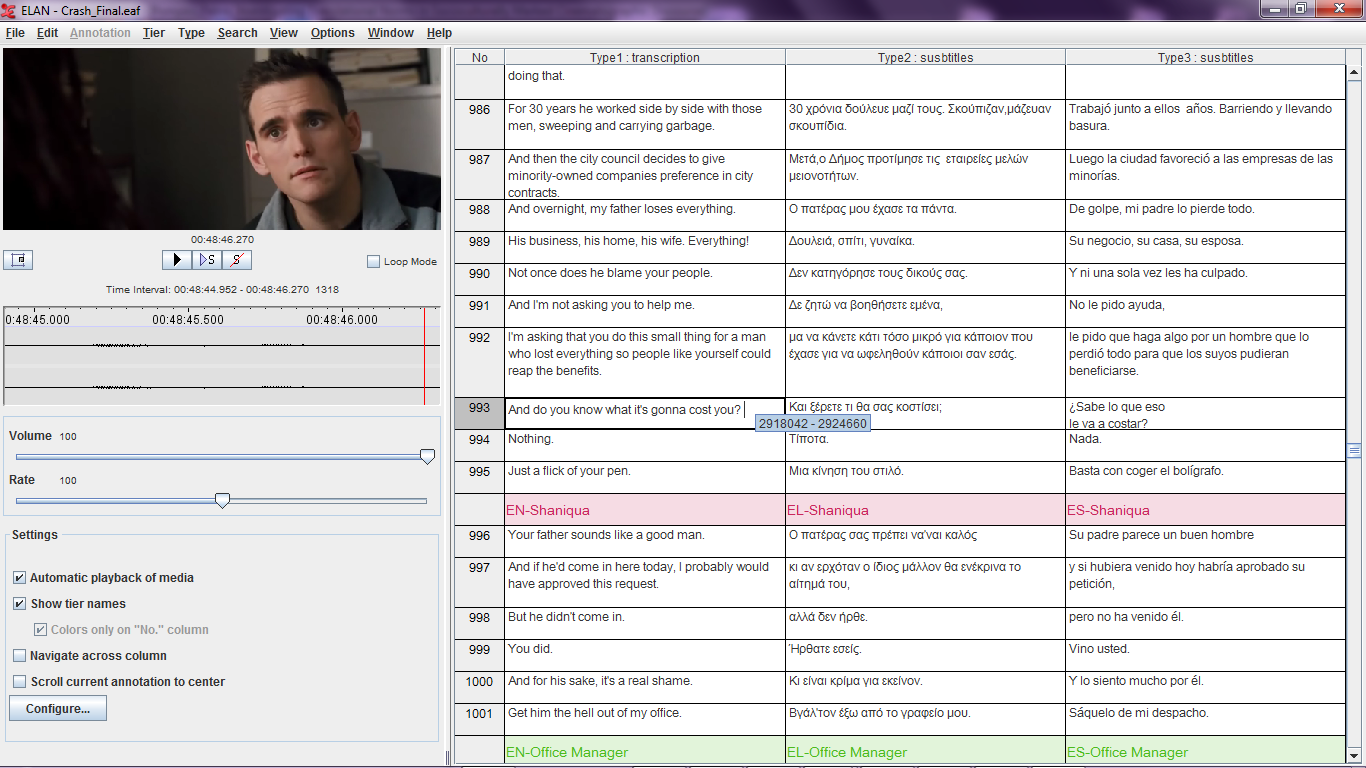 ELAN - Crash_Final.eaf
File Edit Annotation Tier Type Search View Options Window Help
00:48:46.270
S S
Loop Mode
Time Interval: 00:48:44.952 - 00:48:46.270 1318
0:48:45.000 00:48:45.500 00:48:46.000
Volume 100
Rate 100
Settings
Automatic playback of media
Show tier names
Colors only on "No." column
Navigate across column
Scroll current annotation to center
Configure...
No Type1 : transcription Type2 : susbtitles Type3 : susbtitles
doing that.
986 For 30 years he worked side by side with those 30 χρόνια δούλευε μαζί τους. Σκούπιζαν,μάζευαν Trabajó junto a ellos  años. Barriendo y llevando
men, sweeping and carrying garbage. σκουπίδια. basura.
987 And then the city council decides to give Μετά,ο Δήμος προτίμησε τις  εταιρείες μελών Luego la ciudad favoreció a las empresas de las
minority-owned companies preference in city μειονοτήτων. minorías.
contracts.
988 And overnight, my father loses everything. Ο πατέρας μου έχασε τα πάντα. De golpe, mi padre lo pierde todo.
989 His business, his home, his wife. Everything! Δουλειά, σπίτι, γυναίκα. Su negocio, su casa, su esposa.
990 Not once does he blame your people. Δεν κατηγόρησε τους δικούς σας. Y ni una sola vez les ha culpado.
991 And I'm not asking you to help me. Δε ζητώ να βοηθήσετε εμένα, No le pido ayuda,
992 I'm asking that you do this small thing for a man μα να κάνετε κάτι τόσο μικρό για κάποιον που le pido que haga algo por un hombre que lo
who lost everything so people like yourself could έχασε για να ωφεληθούν κάποιοι σαν εσάς. perdió todo para que los suyos pudieran
reap the benefits. beneficiarse.
993 And do you know what it's gonna cost you? Και ξέρετε τι θα σας κοστίσει; ¿Sabe lo que eso
2918042 - 2924660 le va a costar?
994 Nothing. Τίποτα. Nada.
995 Just a flick of your pen. Μια κίνηση του στιλό. Basta con coger el bolígrafo.
EN-Shaniqua EL-Shaniqua ES-Shaniqua
996 Your father sounds like a good man. Ο πατέρας σας πρέπει να'ναι καλός Su padre parece un buen hombre
997 And if he'd come in here today, I probably would κι αν ερχόταν ο ίδιος μάλλον θα ενέκρινα το y si hubiera venido hoy habría aprobado su
have approved this request. αίτημά του, petición,
998 But he didn't come in. αλλά δεν ήρθε. pero no ha venido él.
999 You did. Ήρθατε εσείς. Vino usted.
1000 And for his sake, it's a real shame. Κι είναι κρίμα για εκείνον. Y lo siento mucho por él.
1001 Get him the hell out of my office. Βγάλ'τον έξω από το γραφείο μου. Sáquelo de mi despacho.
EN-Office Manager EL-Office Manager ES-Office Manager